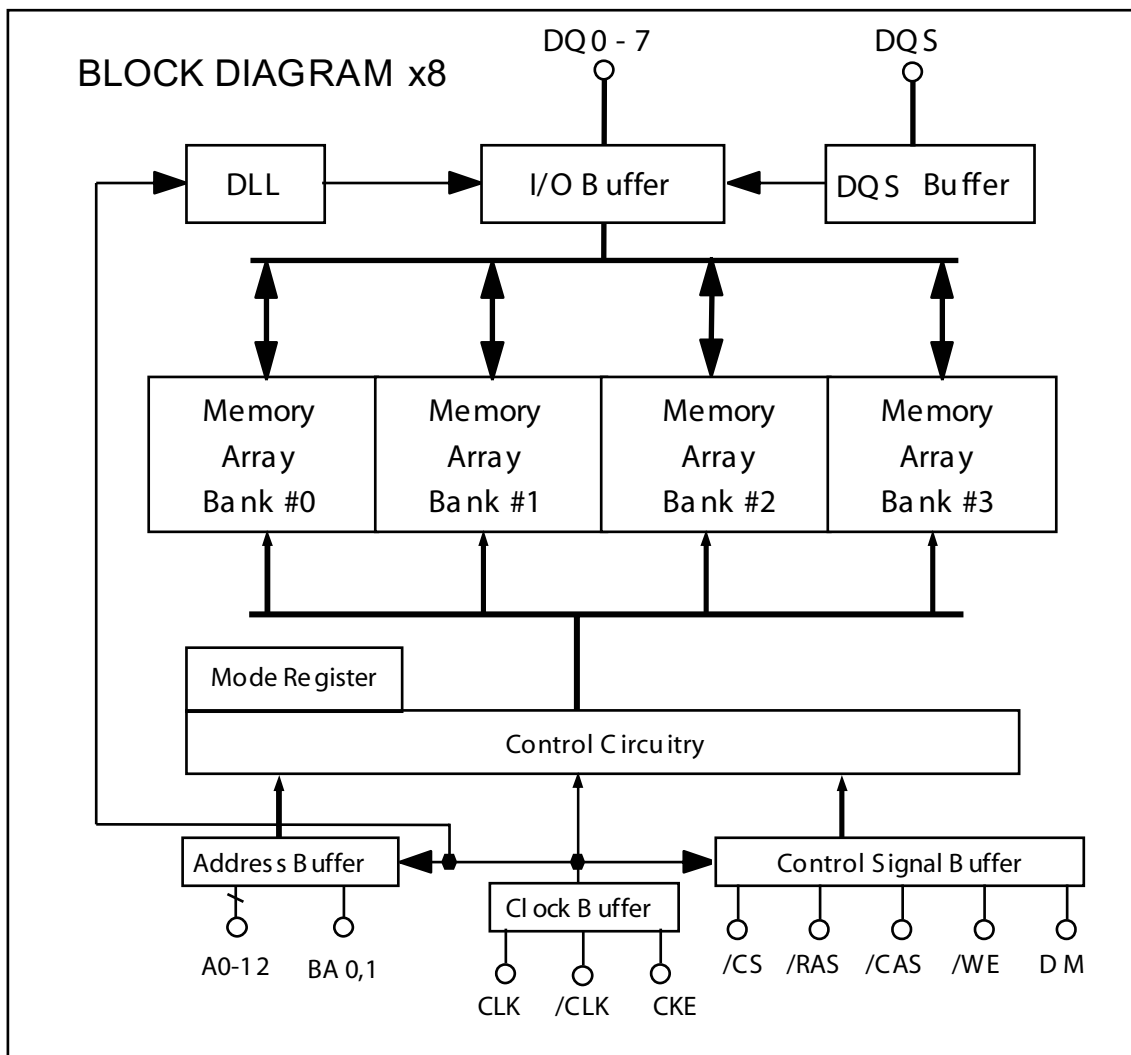 DQ0 - 7
DQS
BLOCK DIAGRAM x8
DLL
I/O Buffer
DQS Buffer
Memory
Array
Bank #0
Memory
Array
Bank #1
Memory
Array
Bank #2
Memory
Array
Bank #3
Mode Register
Control Circuitry
Address Buffer
Control Signal Buffer
Clock Buffer
A0-12
BA 0,1
/CS
/RAS
/CAS
/WE
DM
CLK
/CLK
CKE